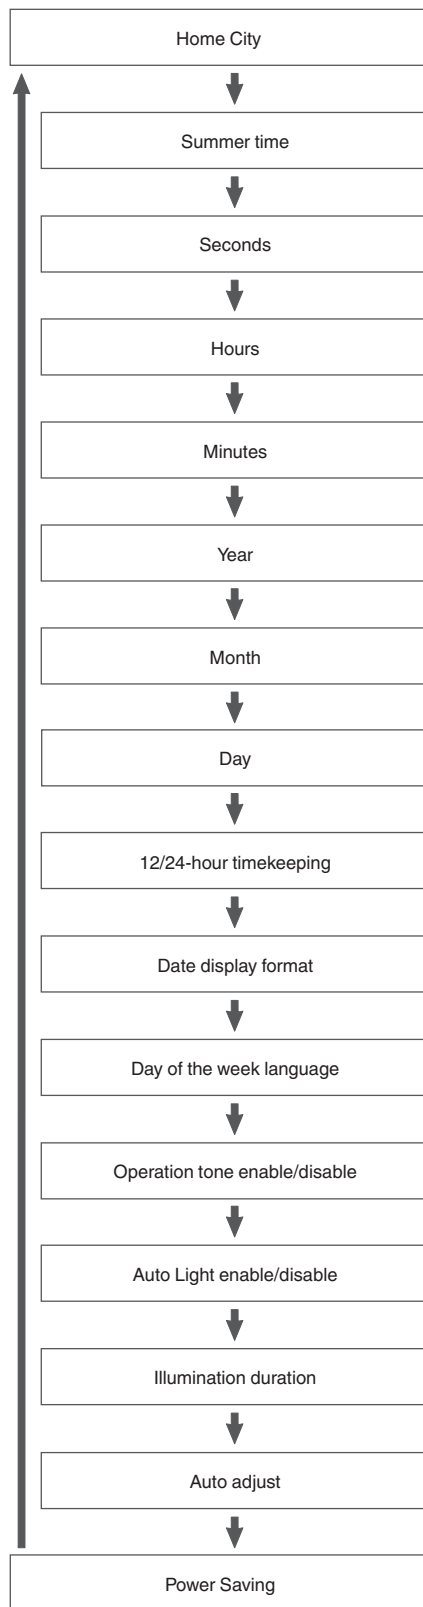 Home City
Summer time
Seconds
Hours
Minutes
Year
Month
Day
12/24-hour timekeeping
Date display format
Day of the week language
Operation tone enable/disable
Auto Light enable/disable
Illumination duration
Auto adjust
Power Saving